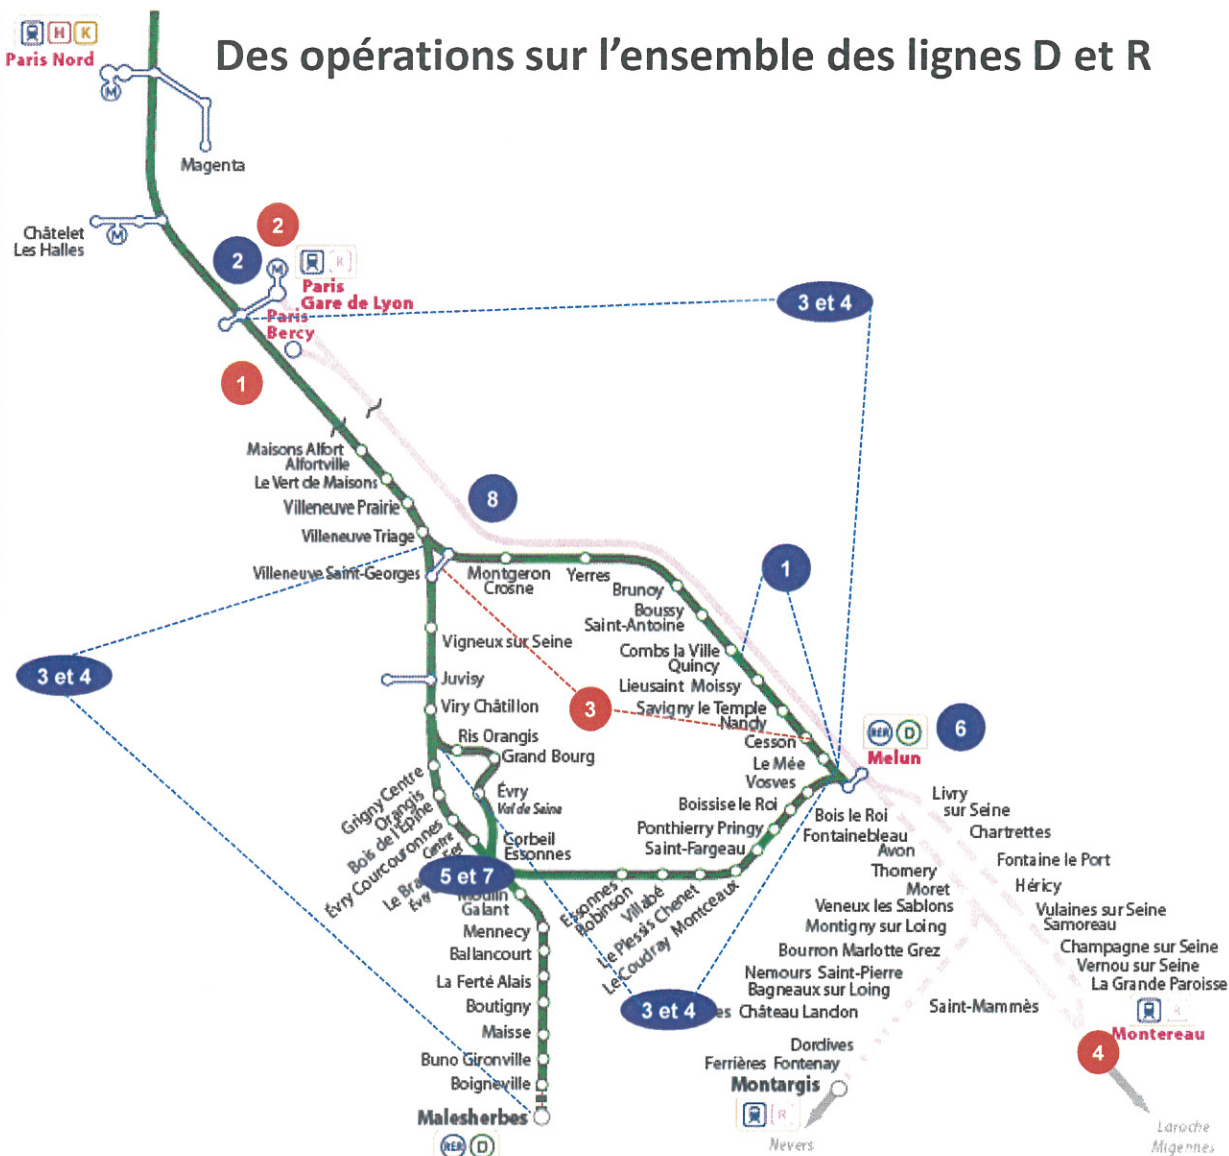 H K
Paris Nord
Des opérations sur l'ensemble des lignes D et R
M
Magenta
Châtelet
Les Halles
M
2
2
M
R
Paris
Gare de Lyon
Paris
Bercy
3 et 4
1
Maisons Alfort
Alfortville
Le Vert de Maisons
Villeneuve Prairie
Villeneuve Triage
8
Villeneuve Saint-Georges
Montgeron
Crosne
Yerres
Brunoy
Boussy
Saint-Antoine
1
Combs la Ville
Quincy
Lieusaint Moissy
Savigny le Temple
Nandy
Cesson
Le Mée
Vosves
Vigneux sur Seine
3 et 4
Juvisy
Viry Châtillon
3
Ris Orangis
Grand Bourg
Évry
Val de Seine
Grigny Centre
Orangis
Bois de l'Épine
Évry Courcouronnes
Centre
Le Bra
Évry
Corbeil
Essonnes
RER D
Melun
6
Boissise le Roi
Ponthierry Pringy
Saint-Fargeau
5 et 7
Moulin
Galant
Mennecy
Ballancourt
La Ferté Alais
Boutigny
Maisse
Buno Gironville
Boigneville
Malesherbes
RER D
Essonnes
Robinson
Villabé
Le Plessis Chenet
Le Coudray Montceaux
Bois le Roi
Fontainebleau
Avon
Thomery
Moret
Veneux les Sablons
Montigny sur Loing
Bourron Marlotte Grez
Nemours Saint-Pierre
Bagneaux sur Loing
3 et 4
es Château Landon
Dordives
Ferrières Fontenay
Montargis
R
Nevers
Livry
sur Seine
Chartrettes
Fontaine le Port
Héricy
Vulaines sur Seine
Samoreau
Champagne sur Seine
Vernou sur Seine
La Grande Paroisse
Saint-Mammès
R
Montereau
4
Laroche
Migennes